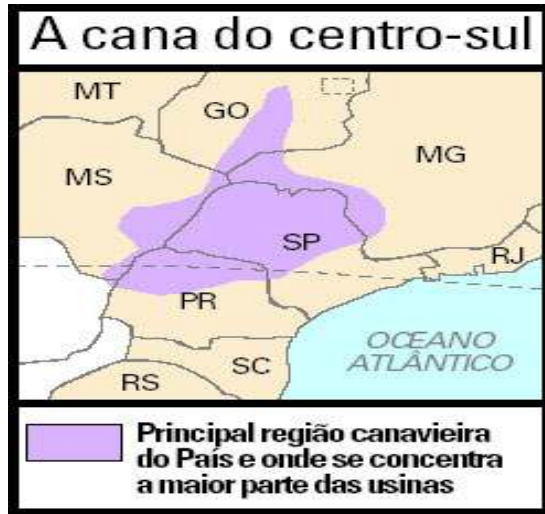 A cana do centro-sul
MT
GO
MG
MS
SP
RJ
PR
OCEANO
ATLÂNTICO
SC
RS
Principal região canavieira
do País e onde se concentra
a maior parte das usinas